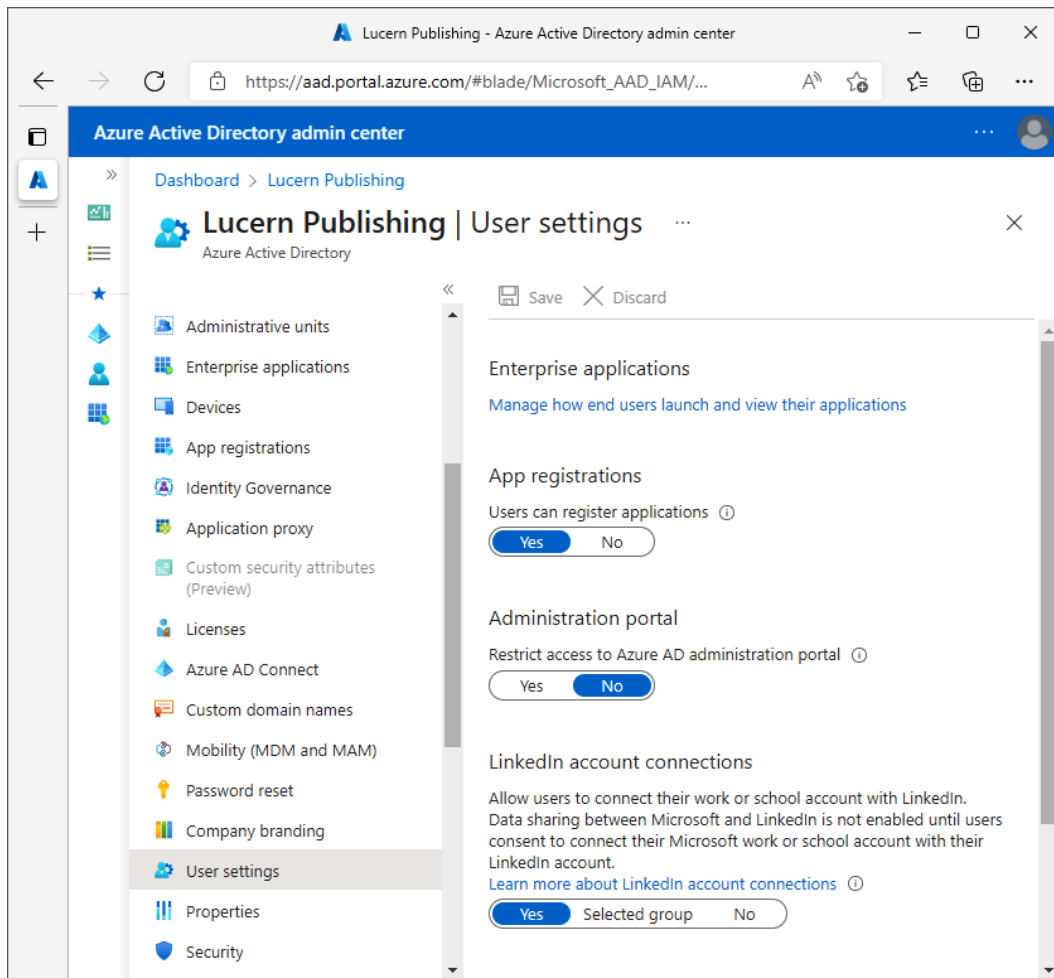 Lucern Publishing - Azure Active Directory admin center
https://aad.portal.azure.com/#blade/Microsoft_AAD_IAM/...
Azure Active Directory admin center
Dashboard > Lucern Publishing
Lucern Publishing | User settings
Azure Active Directory
Save Discard
Administrative units
Enterprise applications
Devices
App registrations
Identity Governance
Application proxy
Custom security attributes
(Preview)
Licenses
Azure AD Connect
Custom domain names
Mobility (MDM and MAM)
Password reset
Company branding
User settings
Properties
Security
Enterprise applications
Manage how end users launch and view their applications
App registrations
Users can register applications
Yes No
Administration portal
Restrict access to Azure AD administration portal
Yes No
LinkedIn account connections
Allow users to connect their work or school account with LinkedIn.
Data sharing between Microsoft and LinkedIn is not enabled until users
consent to connect their Microsoft work or school account with their
LinkedIn account.
Learn more about LinkedIn account connections
Yes Selected group No